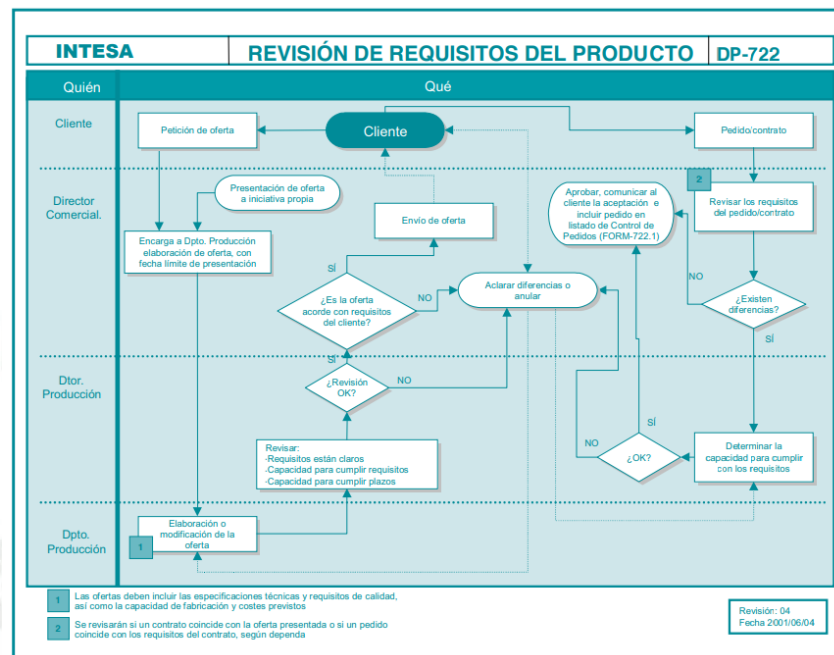 INTESA
REVISIÓN DE REQUISITOS DEL PRODUCTO
DP-722
Quién
Qué
Cliente
Petición de oferta
Cliente
Pedido/contrato
Director
Comercial.
Presentación de oferta
a iniciativa propia
Envío de oferta
Aprobar, comunicar al
cliente la aceptación e
incluir pedido en
listado de Control de
Pedidos (FORM-722.1)
2
Revisar los requisitos
del pedido/contrato
Encarga a Dpto. Producción
elaboración de oferta, con
fecha límite de presentación
SÍ
¿Es la oferta
acorde con requisitos
del cliente?
NO
Aclarar diferencias o
anular
NO
¿Existen
diferencias?
SÍ
Dtor.
Producción
SÍ
¿Revisión
OK?
NO
Revisar:
-Requisitos están claros
-Capacidad para cumplir requisitos
-Capacidad para cumplir plazos
NO
SÍ
¿OK?
Determinar la
capacidad para cumplir
con los requisitos
Dpto.
Producción
1
Elaboración o
modificación de la
oferta
1
Las ofertas deben incluir las especificaciones técnicas y requisitos de calidad,
así como la capacidad de fabricación y costes previstos
2
Se revisarán si un contrato coincide con la oferta presentada o si un pedido
coincide con los requisitos del contrato, según dependa
Revisión: 04
Fecha 2001/06/04